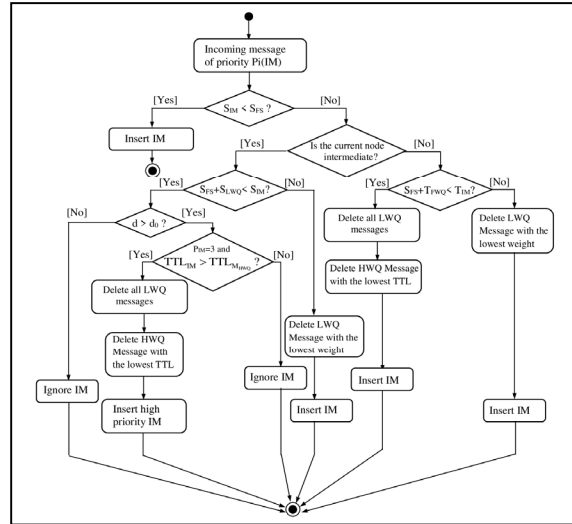 Incoming message
of priority Pi(IM)
[Yes]
[No]
S_IM < S_FS ?
Insert IM
Is the current node
intermediate?
[Yes]
[No]
S_FS+S_LWQ< S_IM?
[Yes]
[No]
S_FS+T_FWQ< T_IM?
[Yes]
[No]
d > d_0 ?
[No]
[Yes]
Delete all LWQ
messages
Delete LWQ
Message with the
lowest weight
P_IM=3 and
TTL_IM > TTL_M_HWQ ?
[Yes]
[No]
Delete HWQ Message
with the lowest TTL
Delete all LWQ
messages
Delete HWQ
Message with
the lowest TTL
Delete LWQ
Message with the
lowest weight
Ignore IM
Insert high
priority IM
Ignore IM
Insert IM
Insert IM
Insert IM